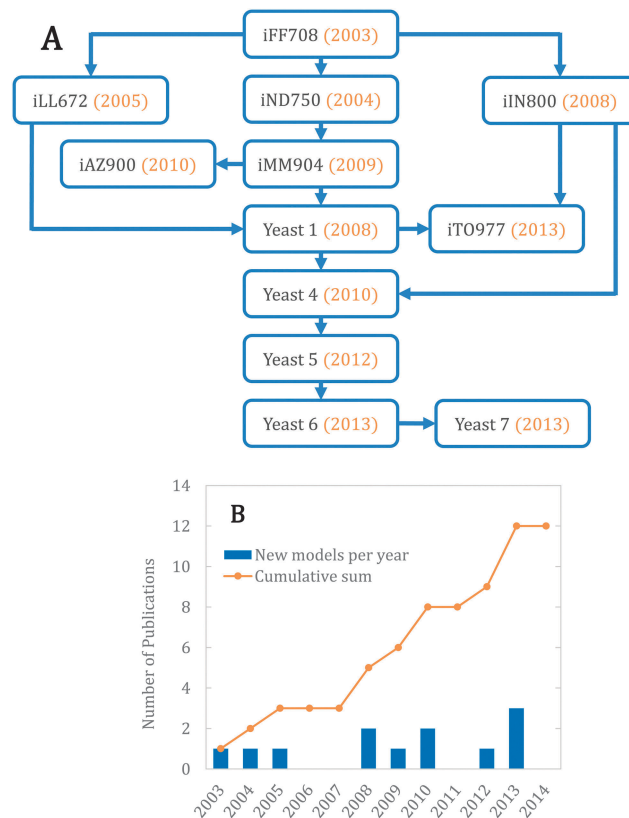 A
iFF708 (2003)
iLL672 (2005)
iND750 (2004)
iIN800 (2008)
iAZ900 (2010)
iMM904 (2009)
Yeast 1 (2008)
iTO977 (2013)
Yeast 4 (2010)
Yeast 5 (2012)
Yeast 6 (2013)
Yeast 7 (2013)
B
Number of Publications
14
12
10
8
6
4
2
0
New models per year
Cumulative sum
2003
2004
2005
2006
2007
2008
2009
2010
2011
2012
2013
2014